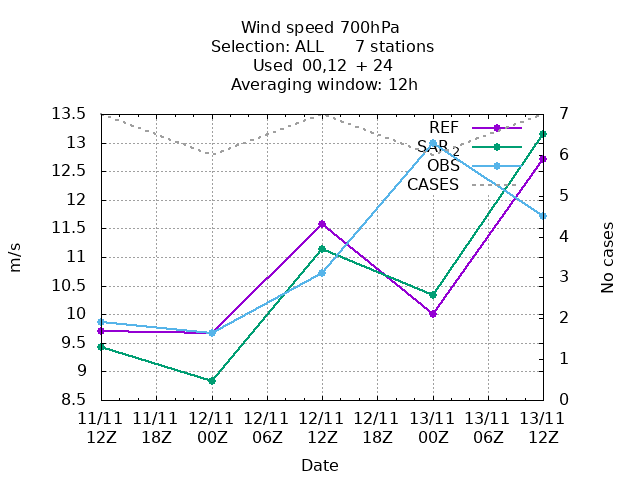 Wind speed 700hPa
Selection: ALL 7 stations
Used 00,12 + 24
Averaging window: 12h
13.5
13
12.5
12
11.5
11
10.5
10
9.5
9
8.5
m/s
7
6
5
4
3
2
1
0
No cases
REF
SAR_2
OBS
CASES
11/11 11/11 12/11 12/11 12/11 12/11 13/11 13/11 13/11
12Z 18Z 00Z 06Z 12Z 18Z 00Z 06Z 12Z
Date